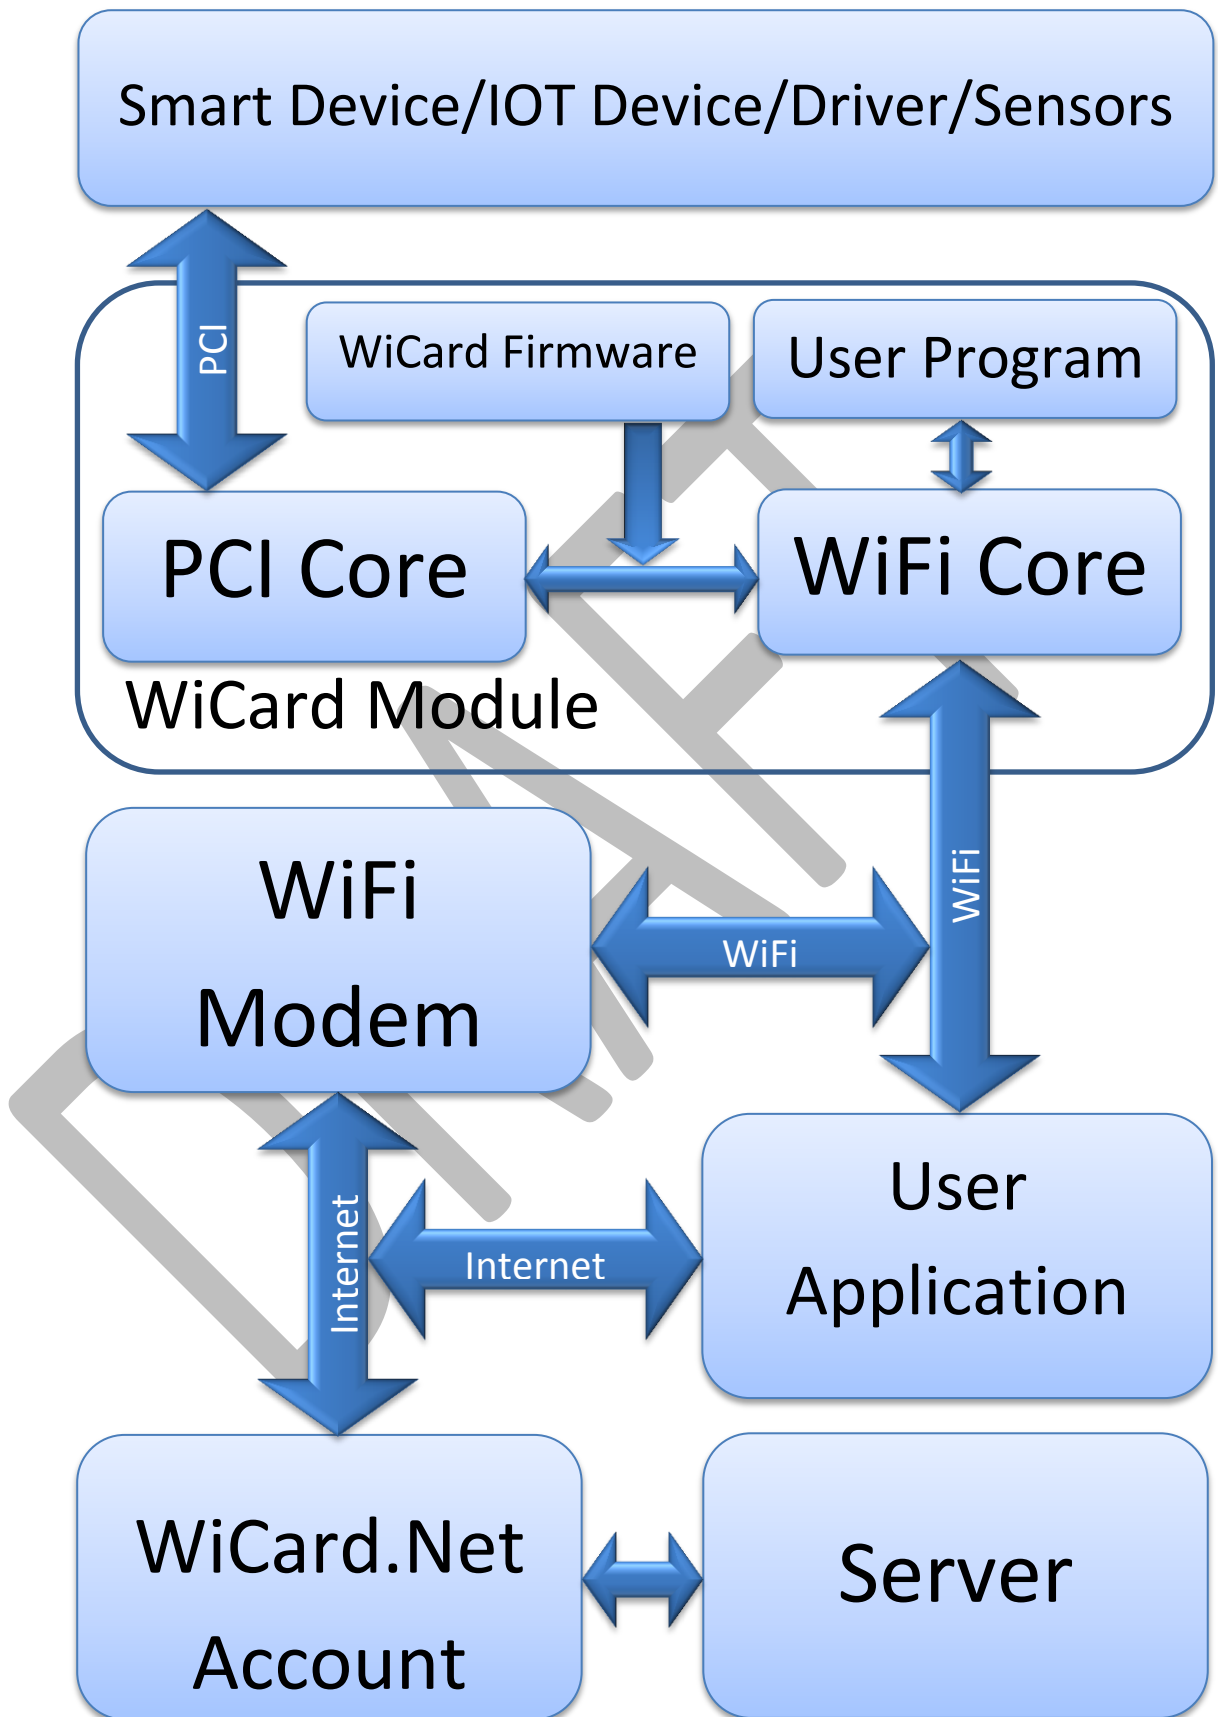 Smart Device/IOT Device/Driver/Sensors
PCI
WiCard Firmware
User Program
PCI Core
WiFi Core
WiCard Module
WiFi
Modem
WiFi
WiFi
User
Application
Internet
Internet
WiCard.Net
Account
Server
DRAFT